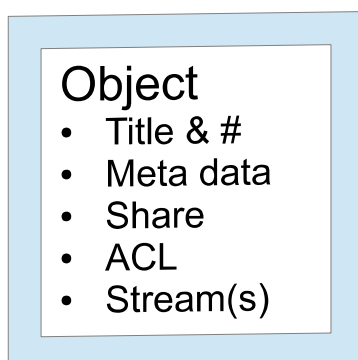 Object
• Title & #
• Meta data
• Share
• ACL
• Stream(s)